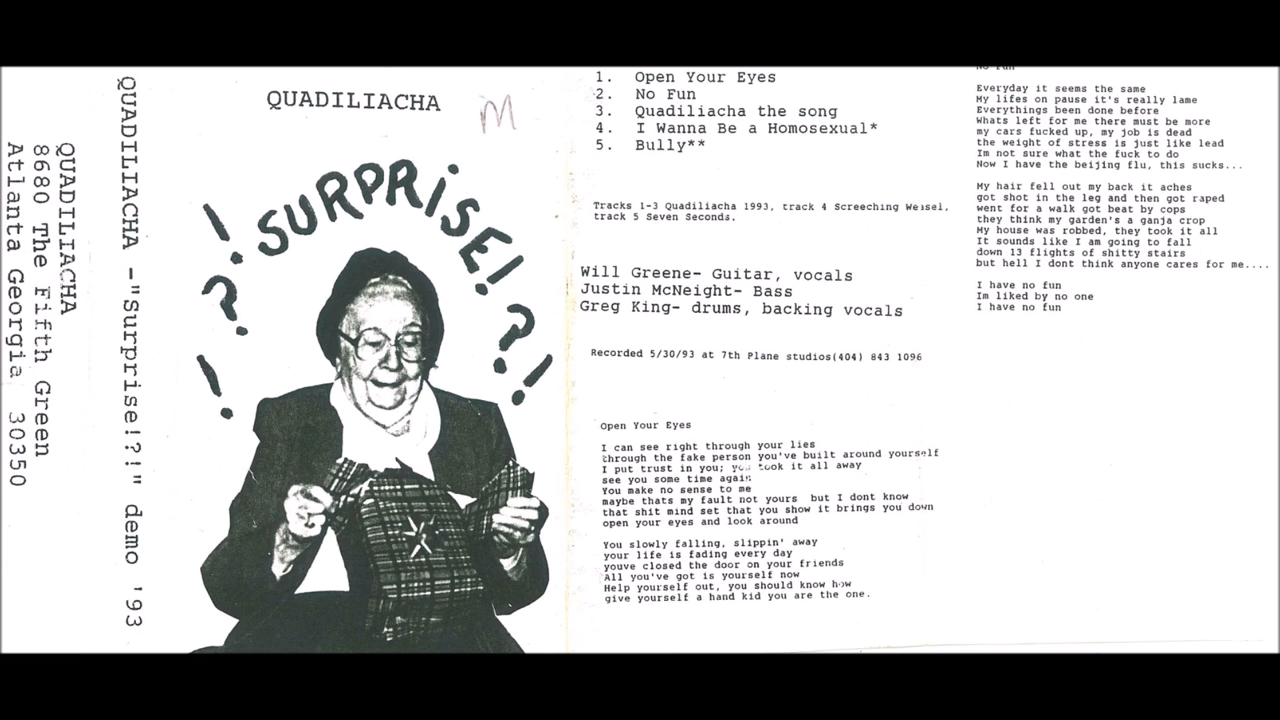 QUADILIACHA
8680 The Fifth Green
Atlanta Georgia 30350
QUADILIACHA -"Surprise!?!" demo '93
QUADILIACHA
M
!?!SURPRISE!?!
1. Open Your Eyes
2. No Fun
3. Quadiliacha the song
4. I Wanna Be a Homosexual*
5. Bully**
Tracks 1-3 Quadiliacha 1993, track 4 Screeching Weisel,
track 5 Seven Seconds.
Will Greene- Guitar, vocals
Justin McNeight- Bass
Greg King- drums, backing vocals
Recorded 5/30/93 at 7th Plane studios(404) 843 1096
Open Your Eyes
I can see right through your lies
through the fake person you've built around yourself
I put trust in you; you took it all away
see you some time again
You make no sense to me
maybe thats my fault not yours but I dont know
that shit mind set that you show it brings you down
open your eyes and look around
You slowly falling, slippin' away
your life is fading every day
youve closed the door on your friends
All you've got is yourself now
Help yourself out, you should know how
give yourself a hand kid you are the one.
No Fun
Everyday it seems the same
My lifes on pause it's really lame
Everythings been done before
Whats left for me there must be more
my cars fucked up, my job is dead
the weight of stress is just like lead
Im not sure what the fuck to do
Now I have the beijing flu, this sucks...
My hair fell out my back it aches
got shot in the leg and then got raped
went for a walk got beat by cops
they think my garden's a ganja crop
My house was robbed, they took it all
It sounds like I am going to fall
down 13 flights of shitty stairs
but hell I dont think anyone cares for me....
I have no fun
Im liked by no one
I have no fun